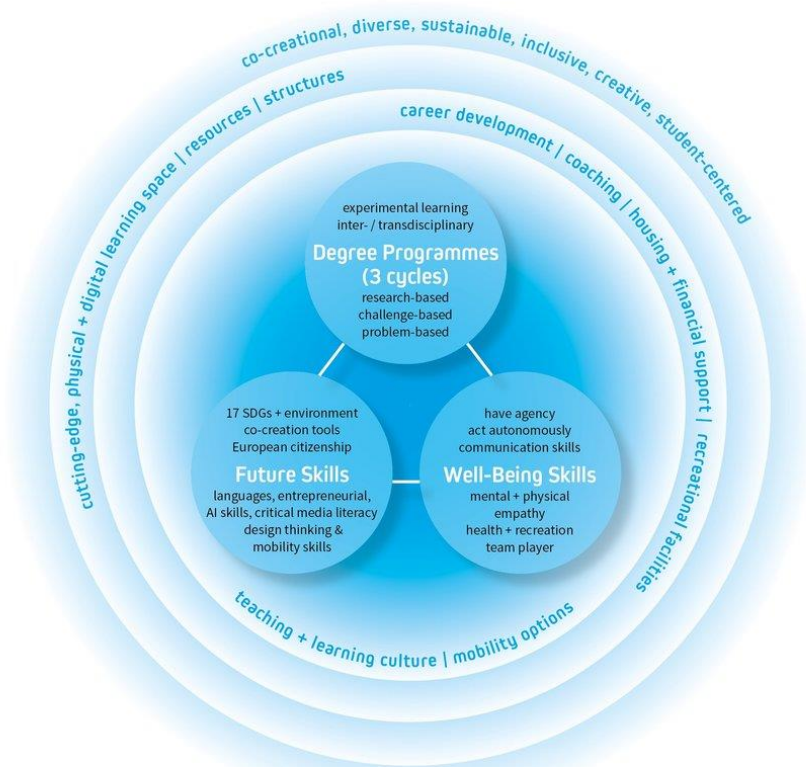 co-creational, diverse, sustainable, inclusive, creative, student-centered
cutting-edge, physical + digital learning space | resources | structures
career development | coaching | housing + financial support | recreational facilities
experimental learning
inter- / transdisciplinary
Degree Programmes
(3 cycles)
research-based
challenge-based
problem-based
17 SDGs + environment
co-creation tools
European citizenship
Future Skills
languages, entrepreneurial,
AI skills, critical media literacy
design thinking &
mobility skills
have agency
act autonomously
communication skills
Well-Being Skills
mental + physical
empathy
health + recreation
team player
teaching + learning culture | mobility options